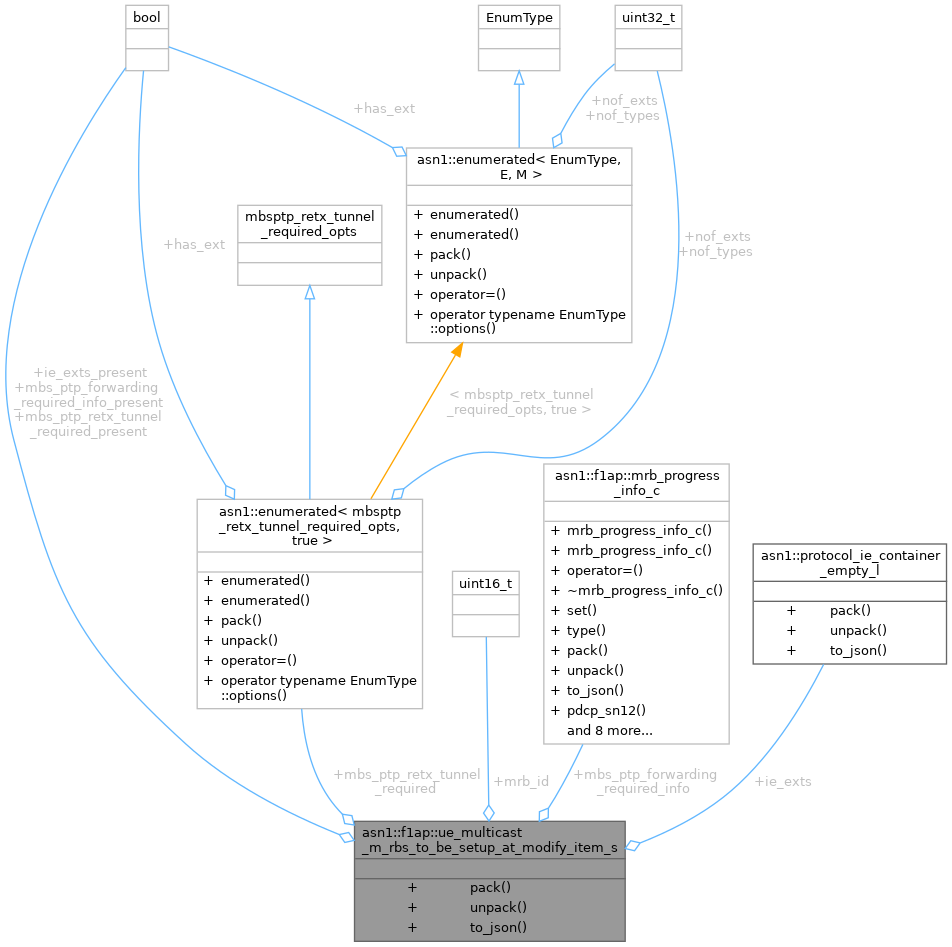 bool
EnumType
uint32_t
+has_ext
+nof_exts
+nof_types
asn1::enumerated< EnumType,
E, M >
+ enumerated()
+ enumerated()
+ pack()
+ unpack()
+ operator=()
+ operator typename EnumType
::options()
mbsptp_retx_tunnel
_required_opts
+has_ext
+nof_exts
+nof_types
+ie_exts_present
+mbs_ptp_forwarding
_required_info_present
+mbs_ptp_retx_tunnel
_required_present
< mbsptp_retx_tunnel
_required_opts, true >
asn1::enumerated< mbsptp
_retx_tunnel_required_opts,
true >
+ enumerated()
+ enumerated()
+ pack()
+ unpack()
+ operator=()
+ operator typename EnumType
::options()
uint16_t
asn1::f1ap::mrb_progress
_info_c
+ mrb_progress_info_c()
+ mrb_progress_info_c()
+ operator=()
+ ~mrb_progress_info_c()
+ set()
+ type()
+ pack()
+ unpack()
+ to_json()
+ pdcp_sn12()
and 8 more...
asn1::protocol_ie_container
_empty_l
+ pack()
+ unpack()
+ to_json()
+mbs_ptp_retx_tunnel
_required
+mrb_id
+mbs_ptp_forwarding
_required_info
+ie_exts
asn1::f1ap::ue_multicast
_m_rbs_to_be_setup_at_modify_item_s
+ pack()
+ unpack()
+ to_json()